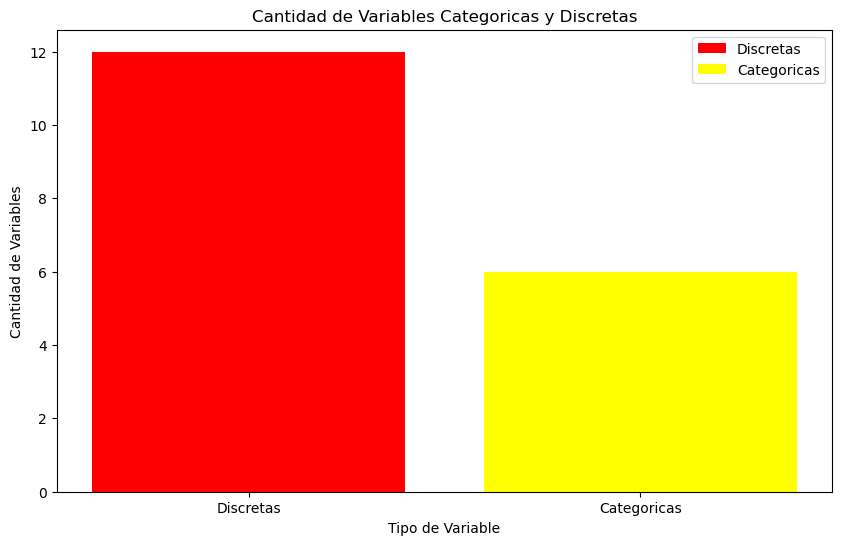 Cantidad de Variables Categoricas y Discretas
Discretas
Categoricas
Cantidad de Variables
12
10
8
6
4
2
0
Discretas
Categoricas
Tipo de Variable